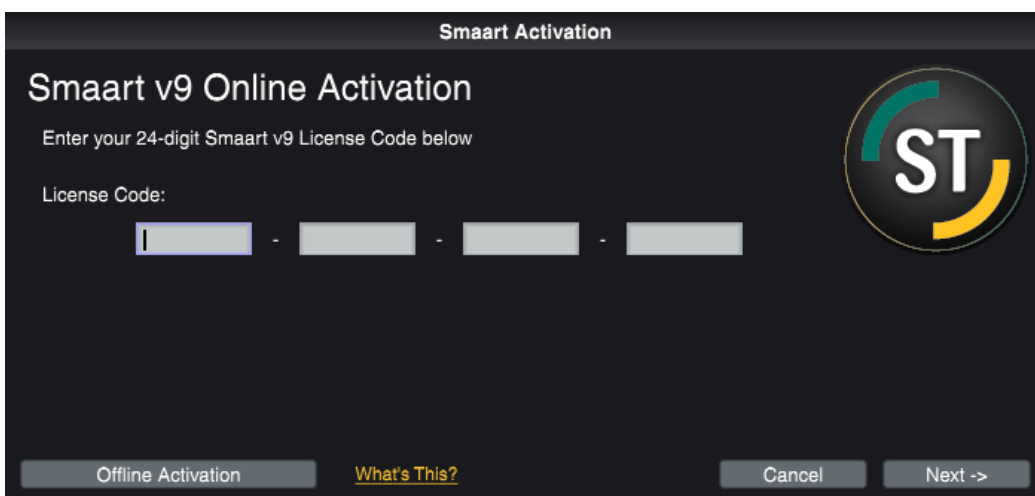 Smaart Activation
Smaart v9 Online Activation
Enter your 24-digit Smaart v9 License Code below
ST
License Code:
- - -
Offline Activation What's This? Cancel Next ->